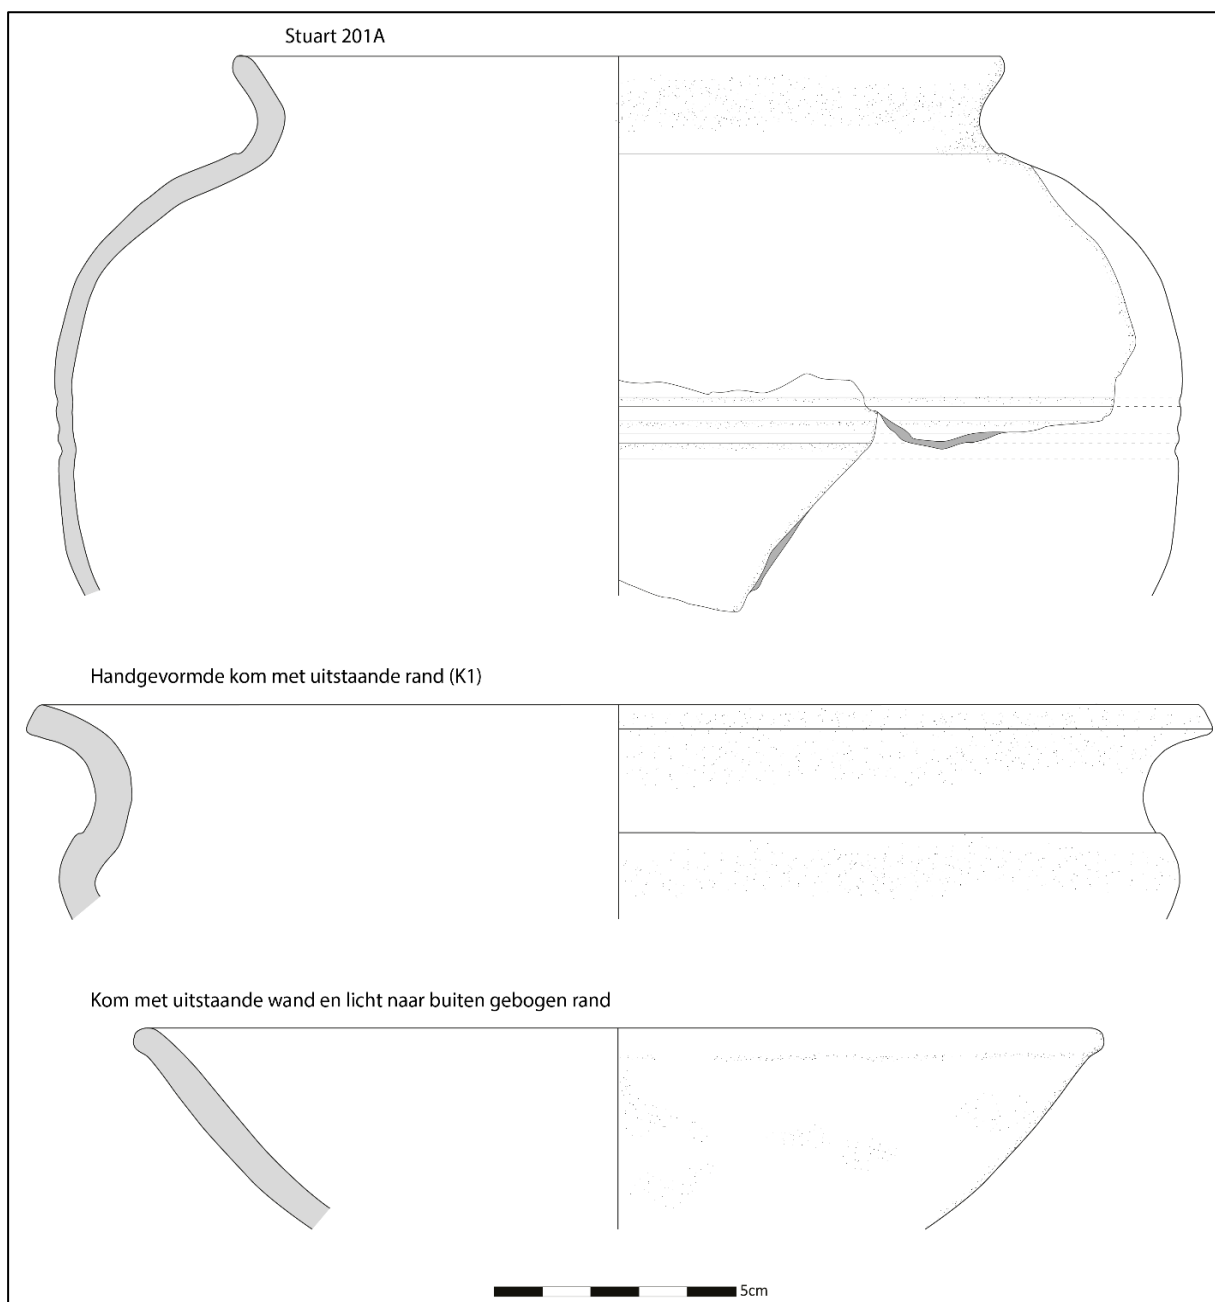 Stuart 201A
Handgevormde kom met uitstaande rand (K1)
Kom met uitstaande wand en licht naar buiten gebogen rand
5cm